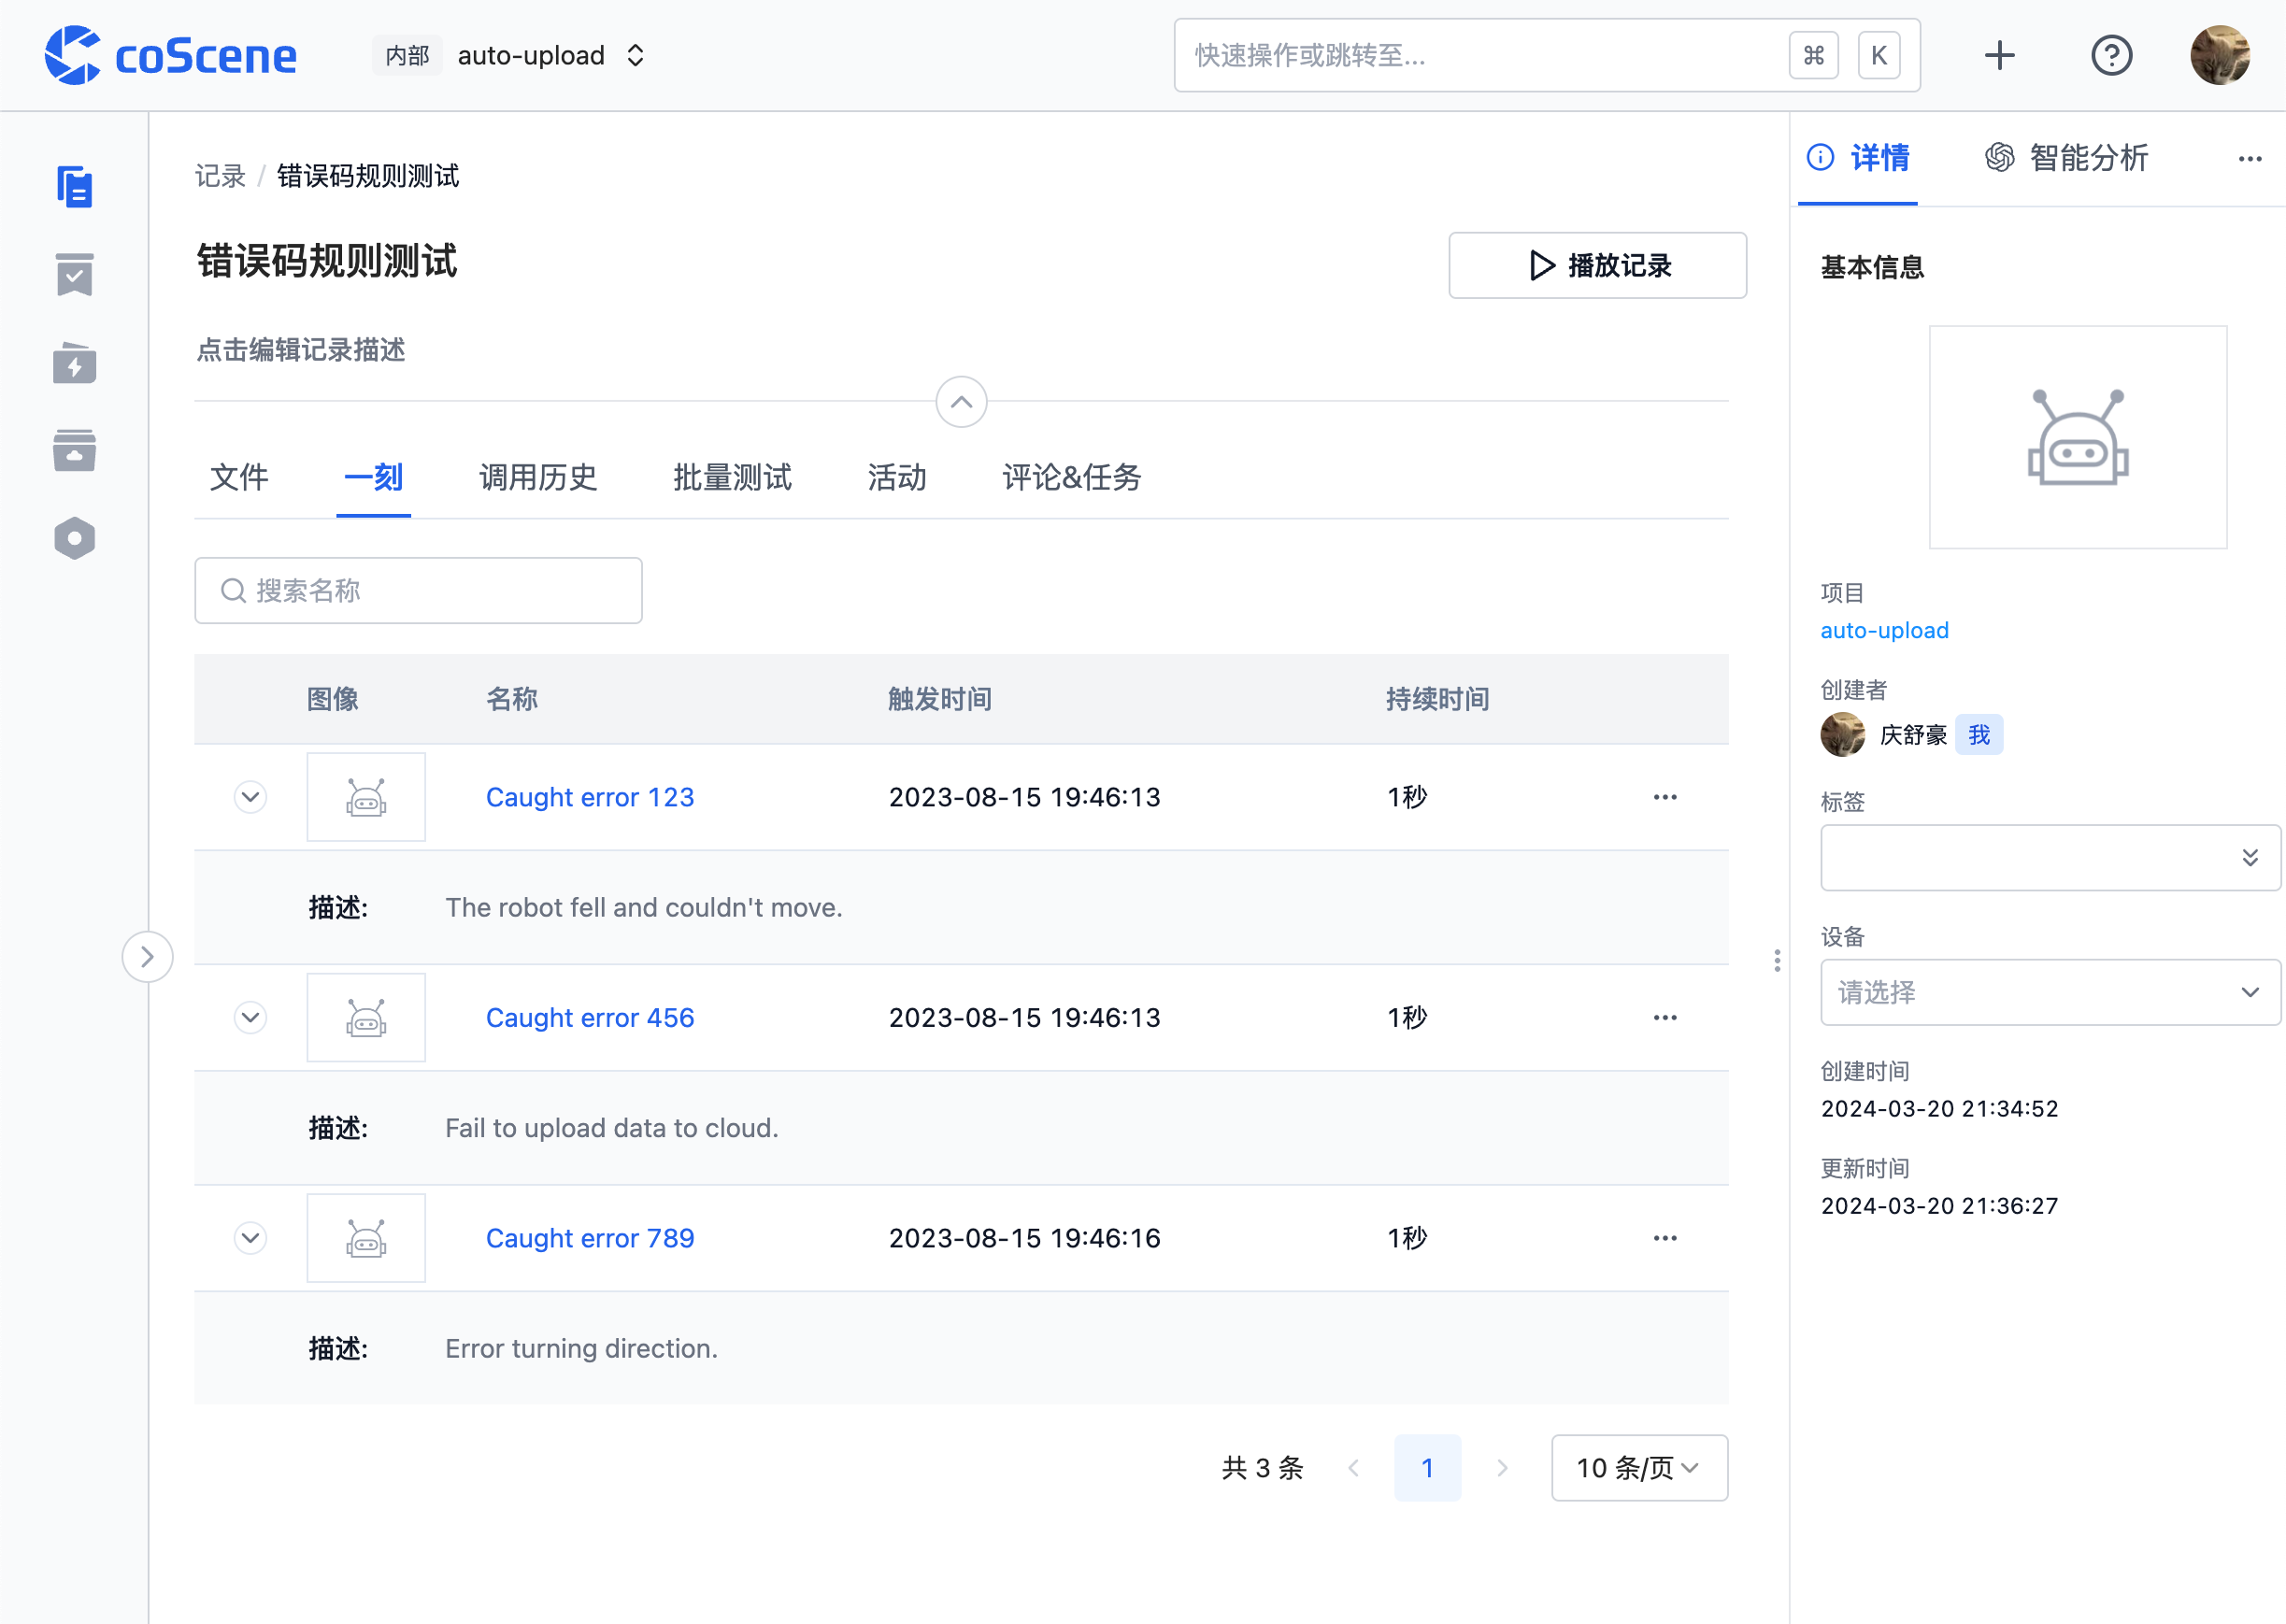 coScene
内部 auto-upload
快速操作或跳转至... ⌘ K
记录 / 错误码规则测试
错误码规则测试
播放记录
点击编辑记录描述
文件 一刻 调用历史 批量测试 活动 评论&任务
搜索名称
图像 名称 触发时间 持续时间
Caught error 123 2023-08-15 19:46:13 1秒
描述: The robot fell and couldn't move.
Caught error 456 2023-08-15 19:46:13 1秒
描述: Fail to upload data to cloud.
Caught error 789 2023-08-15 19:46:16 1秒
描述: Error turning direction.
共 3 条 1 10 条/页
详情 智能分析
基本信息
项目
auto-upload
创建者
庆舒豪 我
标签
设备
请选择
创建时间
2024-03-20 21:34:52
更新时间
2024-03-20 21:36:27